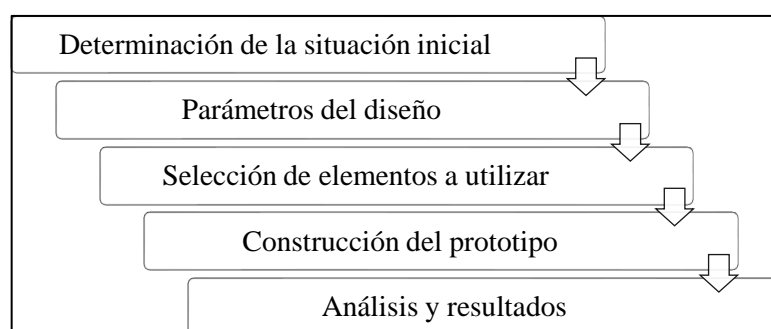 Determinación de la situación inicial
Parámetros del diseño
Selección de elementos a utilizar
Construcción del prototipo
Análisis y resultados